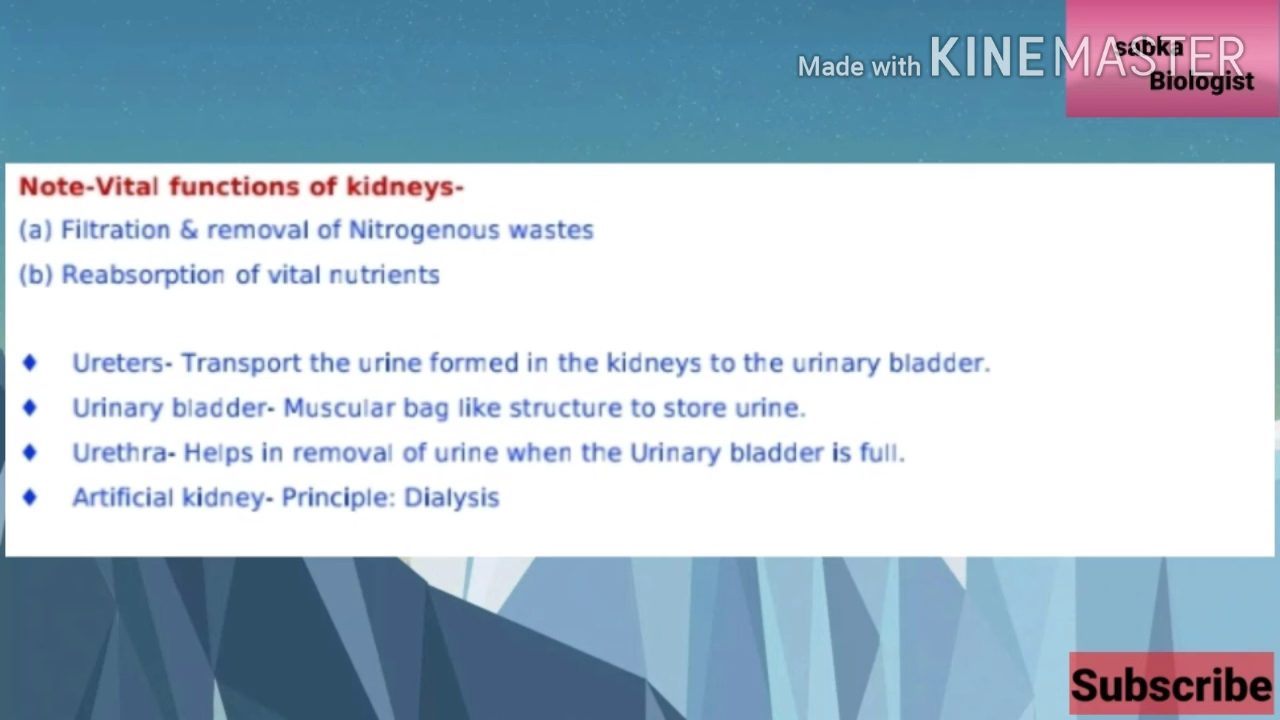 Made with KINEMASTER
sabka
Biologist
Note-Vital functions of kidneys-
(a) Filtration & removal of Nitrogenous wastes
(b) Reabsorption of vital nutrients
♦ Ureters- Transport the urine formed in the kidneys to the urinary bladder.
♦ Urinary bladder- Muscular bag like structure to store urine.
♦ Urethra- Helps in removal of urine when the Urinary bladder is full.
♦ Artificial kidney- Principle: Dialysis
Subscribe